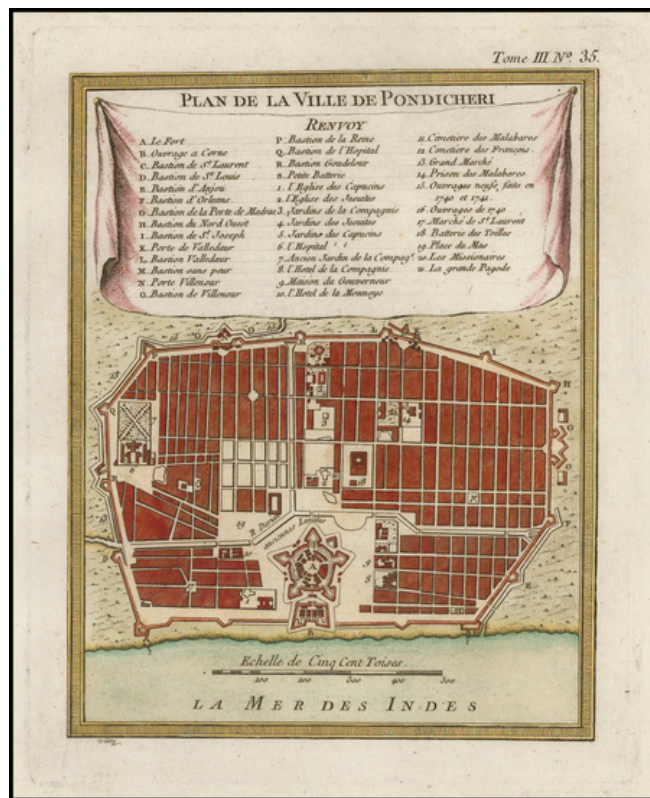 Tome III. N.º 35.
PLAN DE LA VILLE DE PONDICHERI
RENVOY
A. Le Fort
B. Ouvrage a Corne
C. Bastion de S.t Laurent
D. Bastion de S.t Louis
E. Bastion d'Anjou
F. Bastion d'Orleans
G. Bastion de la Porte de Madras
H. Bastion du Nord Ouest
I. Bastion de S.t Joseph
K. Porte de Valledaur
L. Bastion Valledaur
M. Bastion sans peur
N. Porte Villenour
O. Bastion de Villenour
P. Bastion de la Reine
Q. Bastion de l'Hopital
R. Bastion Goudelour
S. Petite Batterie
1. l'Eglise des Capucins
2. l'Eglise des Jesuites
3. Jardins de la Compagnie
4. Jardins des Jesuites
5. Jardins des Capucins
6. l'Hopital
7. Ancien Jardin de la Compag.e
8. l'Hotel de la Compagnie
9. Maison du Gouverneur
10. l'Hotel de la Monnoye
11. Cimetiere des Malabares
12. Cimetiere des François.
13. Grand Marché
14. Prison des Malabares
15. Ouvrages neufs, faits en
1740 et 1741.
16. Ouvrages de 1740
17. Marché de S.t Laurent
18. Batterie des Toilles
19. Place du Mas
20. Les Missionaires
21. La grande Pagode
Echelle de Cinq Cent Toises.
100 200 300 400 500
LA MER DES INDES